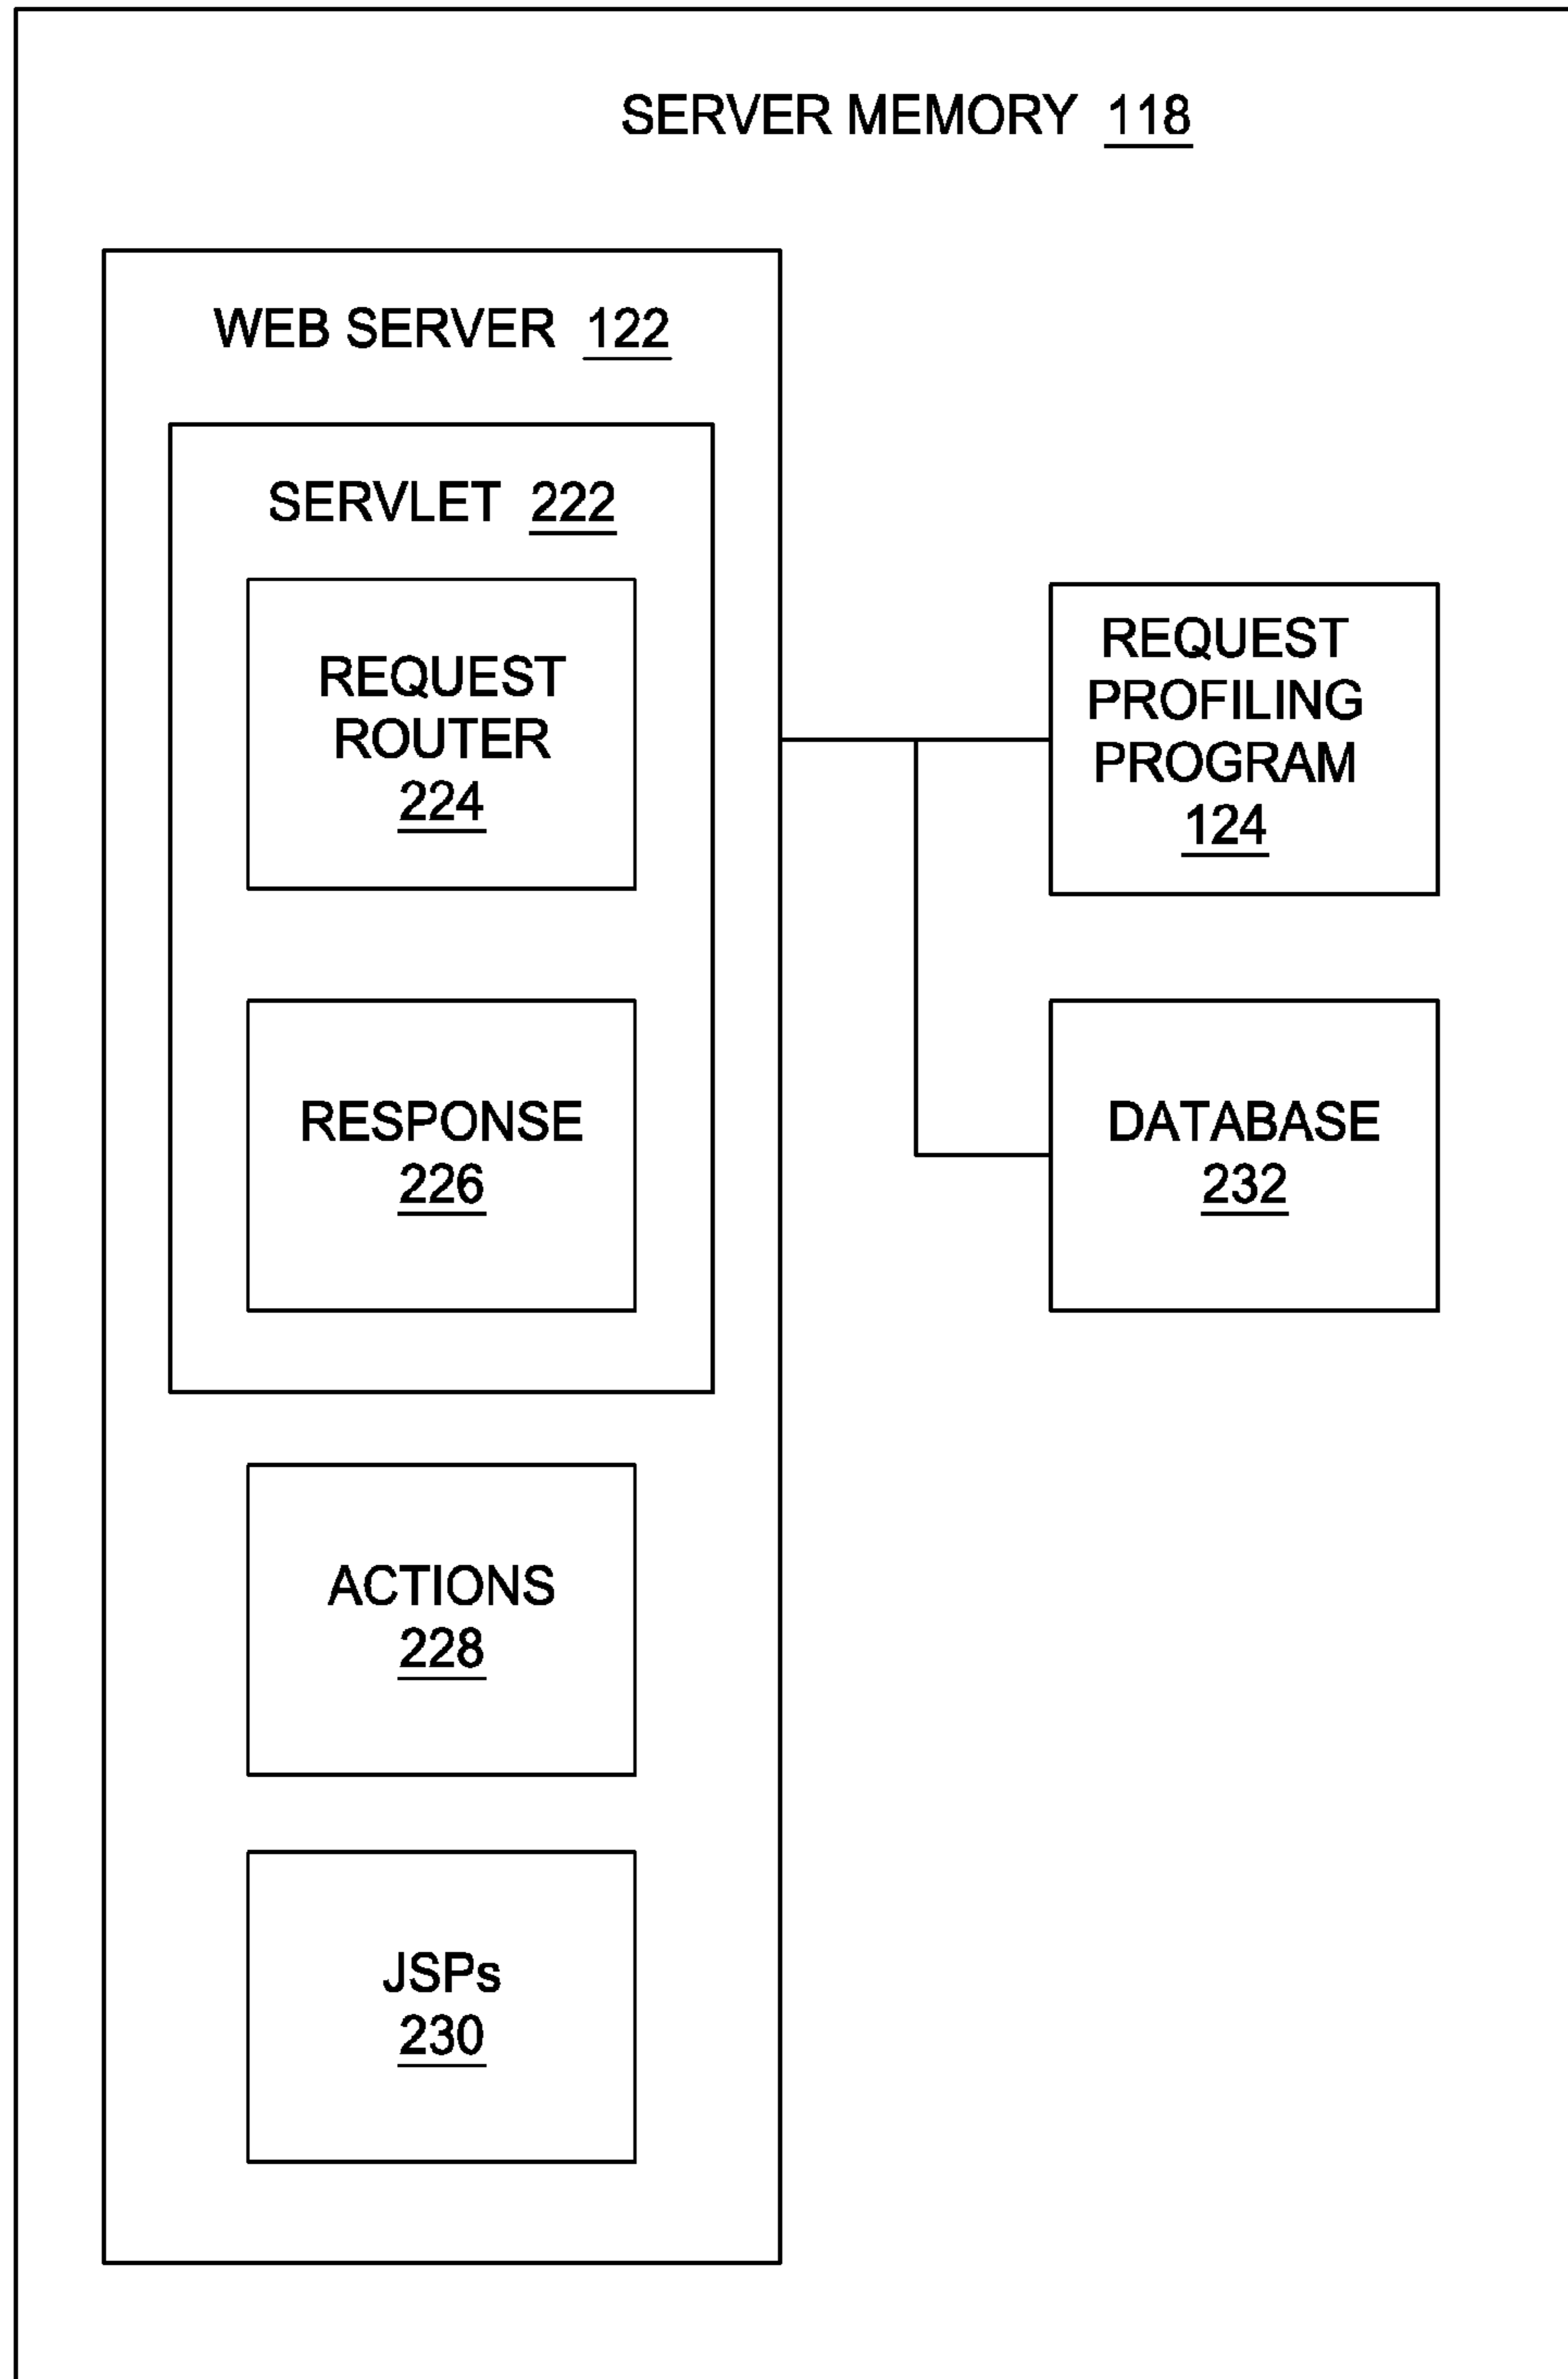 SERVER MEMORY 118
WEB SERVER 122
SERVLET 222
REQUEST
ROUTER
224
RESPONSE
226
ACTIONS
228
JSPs
230
REQUEST
PROFILING
PROGRAM
124
DATABASE
232